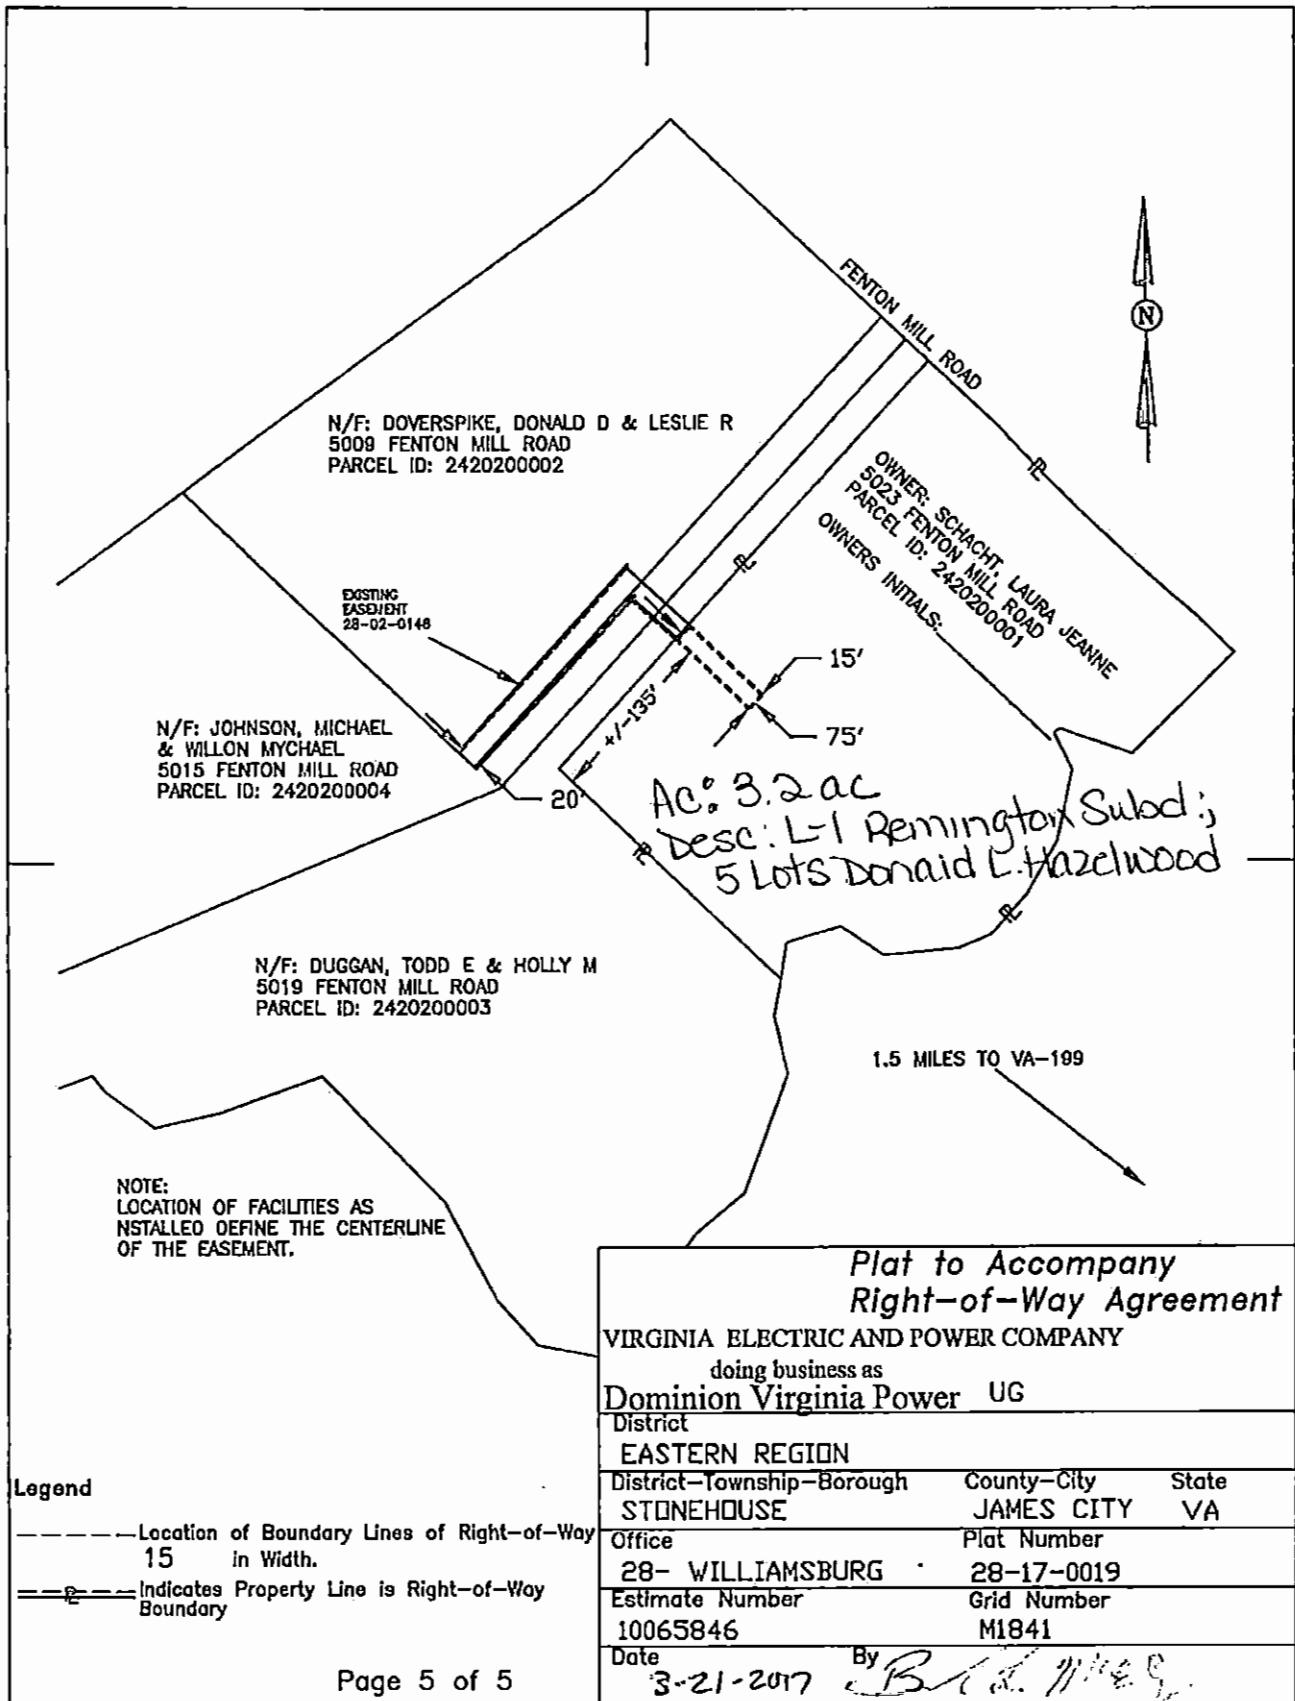 FENTON MILL ROAD
N
N/F: DOVERSPIKE, DONALD D & LESLIE R
5009 FENTON MILL ROAD
PARCEL ID: 2420200002
PL
OWNER: SCHACHT, LAURA JEANNE
5023 FENTON MILL ROAD
PARCEL ID: 2420200001
OWNERS INITIALS:
PL
EXISTING
EASEMENT
28-02-0146
15'
+/-135'
75'
N/F: JOHNSON, MICHAEL
& WILLON MYCHAEL
5015 FENTON MILL ROAD
PARCEL ID: 2420200004
20'
Ac: 3.2 ac
Desc: L-1 Remington Subd;
5 Lots Donald L. Hazelwood
PL
PL
N/F: DUGGAN, TODD E & HOLLY M
5019 FENTON MILL ROAD
PARCEL ID: 2420200003
1.5 MILES TO VA-199
NOTE:
LOCATION OF FACILITIES AS
NSTALLED DEFINE THE CENTERLINE
OF THE EASEMENT.
Plat to Accompany
Right-of-Way Agreement
VIRGINIA ELECTRIC AND POWER COMPANY
doing business as
Dominion Virginia Power UG
District
EASTERN REGION
District-Township-Borough County-City State
STONEHOUSE JAMES CITY VA
Office Plat Number
28- WILLIAMSBURG 28-17-0019
Estimate Number Grid Number
10065846 M1841
Date By
3-21-2017
Legend
Location of Boundary Lines of Right-of-Way
15 in Width.
PL Indicates Property Line is Right-of-Way
Boundary
Page 5 of 5